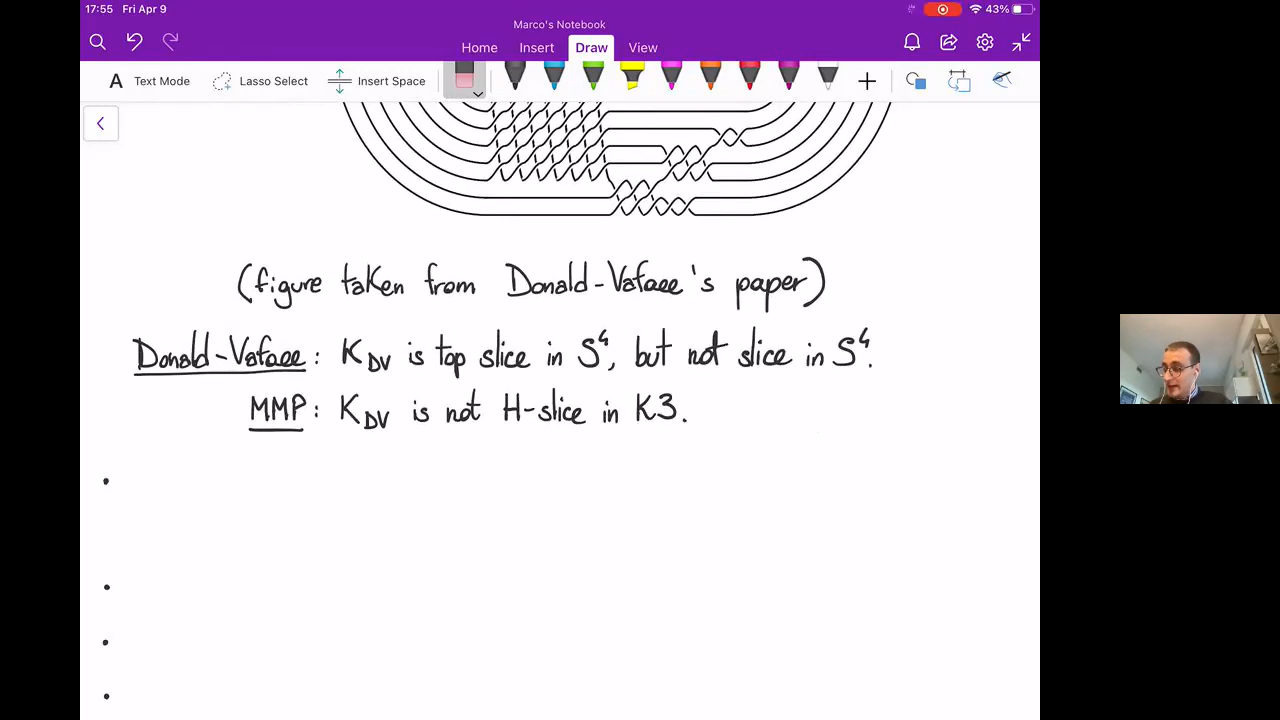 17:55 Fri Apr 9
43%
Marco's Notebook
Home Insert Draw View
A Text Mode Lasso Select Insert Space
(figure taken from Donald-Vafaee's paper)
Donald-Vafaee: K_DV is top slice in S⁴, but not slice in S⁴.
MMP: K_DV is not H-slice in K3.